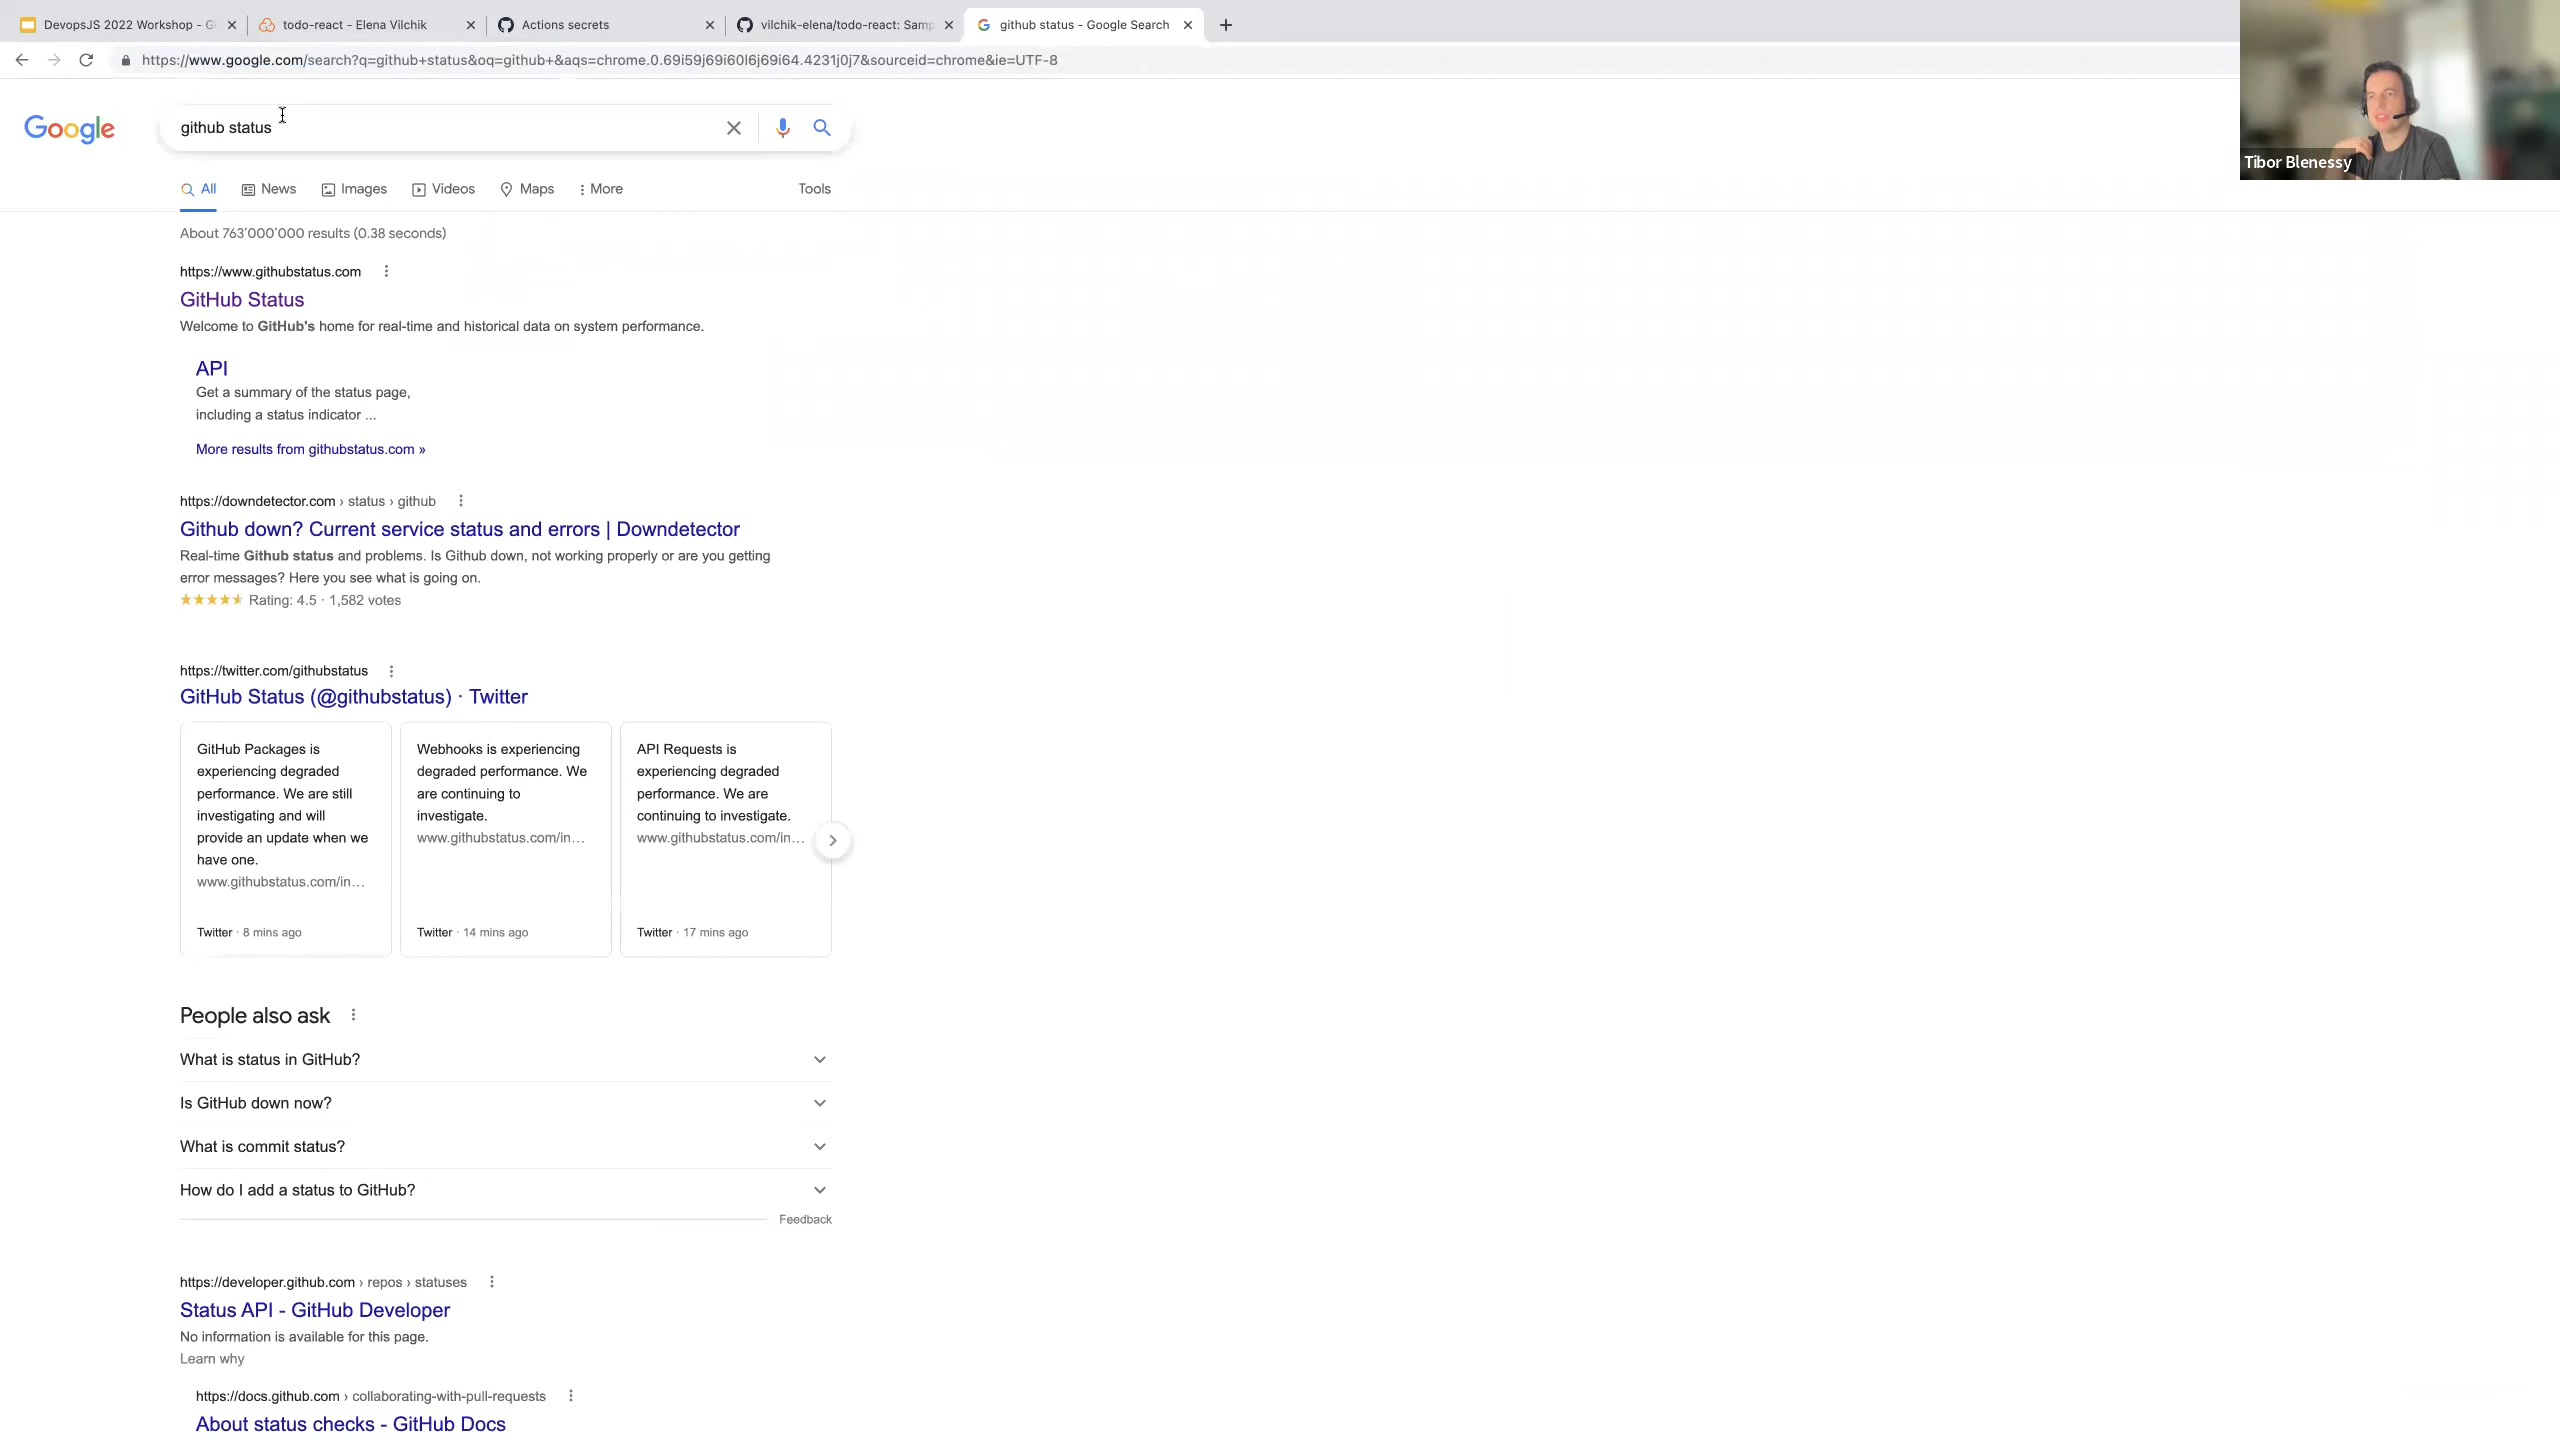 DevopsJS 2022 Workshop - G
todo-react - Elena Vilchik
Actions secrets
vilchik-elena/todo-react: Samp
github status - Google Search
https://www.google.com/search?q=github+status&oq=github+&aqs=chrome.0.69i59j69i60l6j69i64.4231j0j7&sourceid=chrome&ie=UTF-8
Tibor Blenessy
Google
github status
All
News
Images
Videos
Maps
More
Tools
About 763’000’000 results (0.38 seconds)
https://www.githubstatus.com
GitHub Status
Welcome to GitHub's home for real-time and historical data on system performance.
API
Get a summary of the status page,
including a status indicator ...
More results from githubstatus.com »
https://downdetector.com › status › github
Github down? Current service status and errors | Downdetector
Real-time Github status and problems. Is Github down, not working properly or are you getting
error messages? Here you see what is going on.
Rating: 4.5 · 1,582 votes
https://twitter.com/githubstatus
GitHub Status (@githubstatus) · Twitter
GitHub Packages is
experiencing degraded
performance. We are still
investigating and will
provide an update when we
have one.
www.githubstatus.com/in...
Twitter · 8 mins ago
Webhooks is experiencing
degraded performance. We
are continuing to
investigate.
www.githubstatus.com/in...
Twitter · 14 mins ago
API Requests is
experiencing degraded
performance. We are
continuing to investigate.
www.githubstatus.com/in...
Twitter · 17 mins ago
People also ask
What is status in GitHub?
Is GitHub down now?
What is commit status?
How do I add a status to GitHub?
Feedback
https://developer.github.com › repos › statuses
Status API - GitHub Developer
No information is available for this page.
Learn why
https://docs.github.com › collaborating-with-pull-requests
About status checks - GitHub Docs